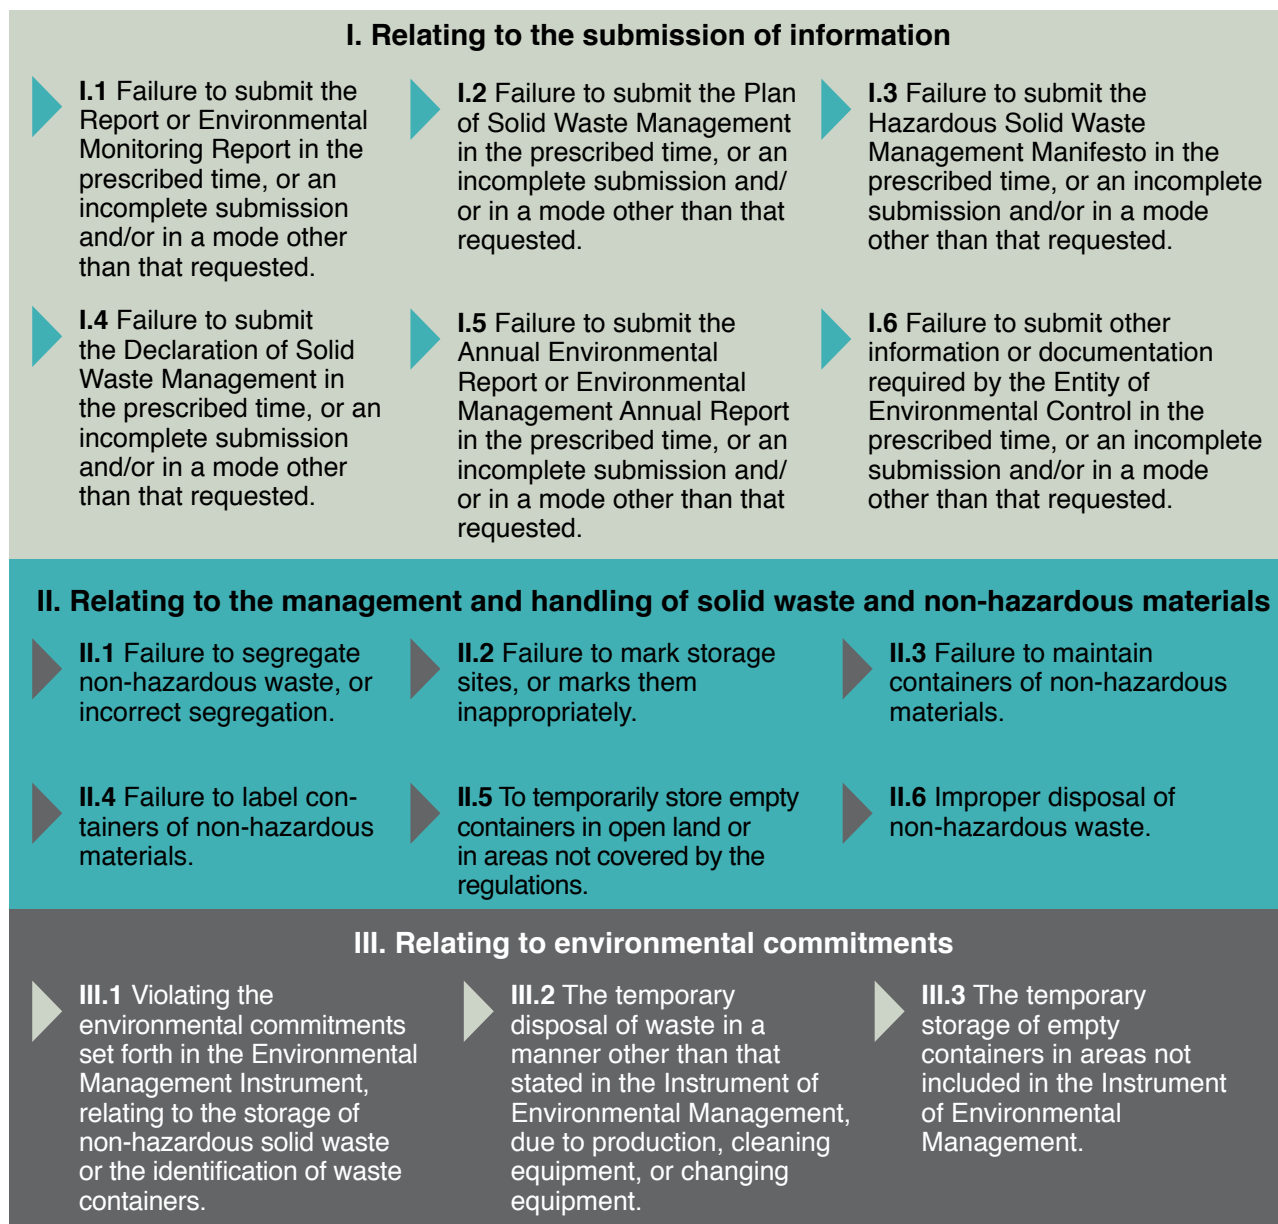 I. Relating to the submission of information
I.1 Failure to submit the
Report or Environmental
Monitoring Report in the
prescribed time, or an
incomplete submission
and/or in a mode other
than that requested.
I.2 Failure to submit the Plan
of Solid Waste Management
in the prescribed time, or an
incomplete submission and/
or in a mode other than that
requested.
I.3 Failure to submit the
Hazardous Solid Waste
Management Manifesto in the
prescribed time, or an incomplete
submission and/or in a mode
other than that requested.
I.4 Failure to submit
the Declaration of Solid
Waste Management in
the prescribed time, or an
incomplete submission
and/or in a mode other
than that requested.
I.5 Failure to submit the
Annual Environmental
Report or Environmental
Management Annual Report
in the prescribed time, or an
incomplete submission and/
or in a mode other than that
requested.
I.6 Failure to submit other
information or documentation
required by the Entity of
Environmental Control in the
prescribed time, or an incomplete
submission and/or in a mode
other than that requested.
II. Relating to the management and handling of solid waste and non-hazardous materials
II.1 Failure to segregate
non-hazardous waste, or
incorrect segregation.
II.2 Failure to mark storage
sites, or marks them
inappropriately.
II.3 Failure to maintain
containers of non-hazardous
materials.
II.4 Failure to label con-
tainers of non-hazardous
materials.
II.5 To temporarily store empty
containers in open land or
in areas not covered by the
regulations.
II.6 Improper disposal of
non-hazardous waste.
III. Relating to environmental commitments
III.1 Violating the
environmental commitments
set forth in the Environmental
Management Instrument,
relating to the storage of
non-hazardous solid waste
or the identification of waste
containers.
III.2 The temporary
disposal of waste in a
manner other than that
stated in the Instrument of
Environmental Management,
due to production, cleaning
equipment, or changing
equipment.
III.3 The temporary
storage of empty
containers in areas not
included in the Instrument
of Environmental
Management.